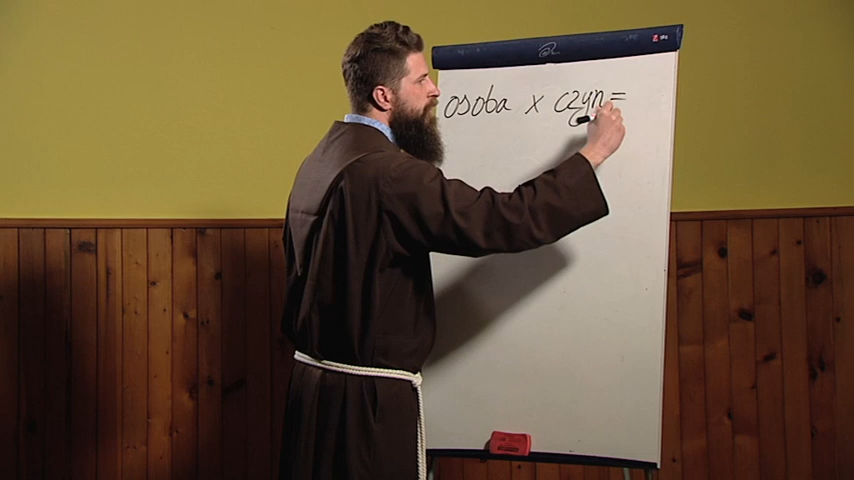 osoba x czyn =